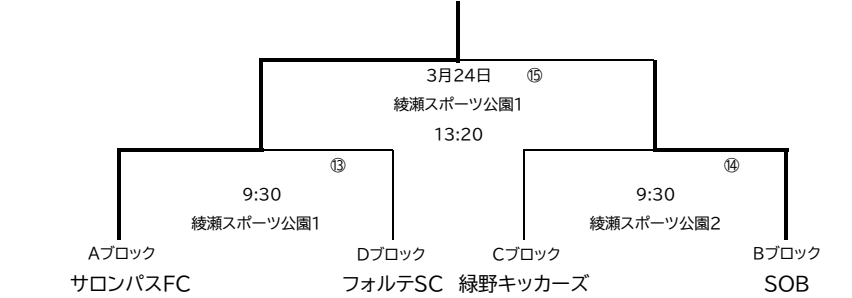 3月24日 ⑮
綾瀬スポーツ公園1
13:20
⑬ ⑭
9:30 9:30
綾瀬スポーツ公園1 綾瀬スポーツ公園2
Aブロック Dブロック Cブロック Bブロック
サロンパスFC フォルテSC 緑野キッカーズ SOB